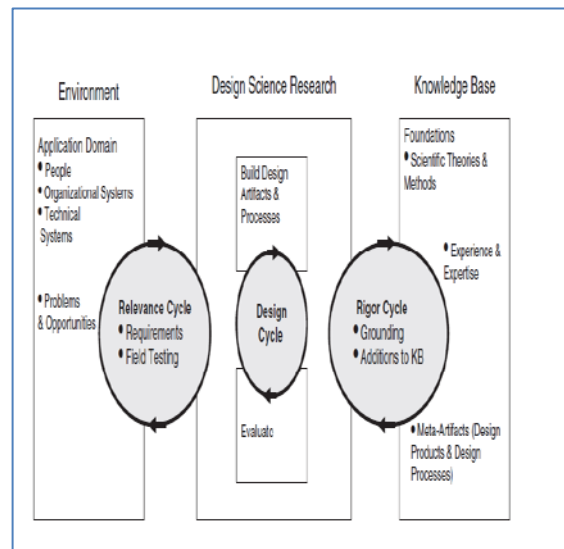 Environment
Design Science Research
Knowledge Base
Application Domain
• People
• Organizational Systems
• Technical
Systems
• Problems
& Opportunities
Relevance Cycle
• Requirements
• Field Testing
Build Design
Artifacts &
Processes
Design
Cycle
Evaluato
Rigor Cycle
• Grounding
• Additions to KB
Foundations
• Scientific Theories &
Methods
• Experience &
Expertise
• Meta-Artifacts (Design
Products & Design
Processes)